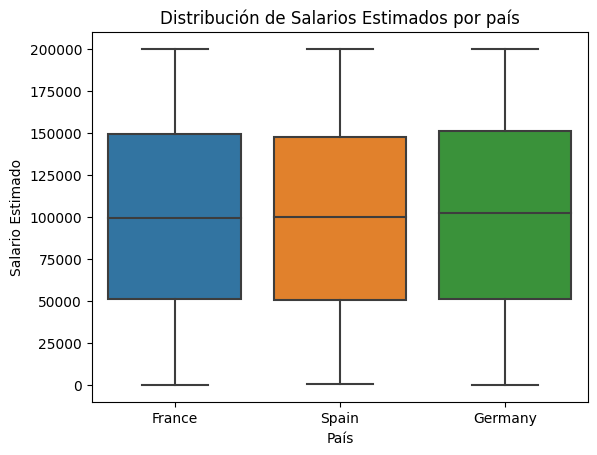 Distribución de Salarios Estimados por país
200000
175000
150000
125000
100000
75000
50000
25000
0
Salario Estimado
France
Spain
Germany
País